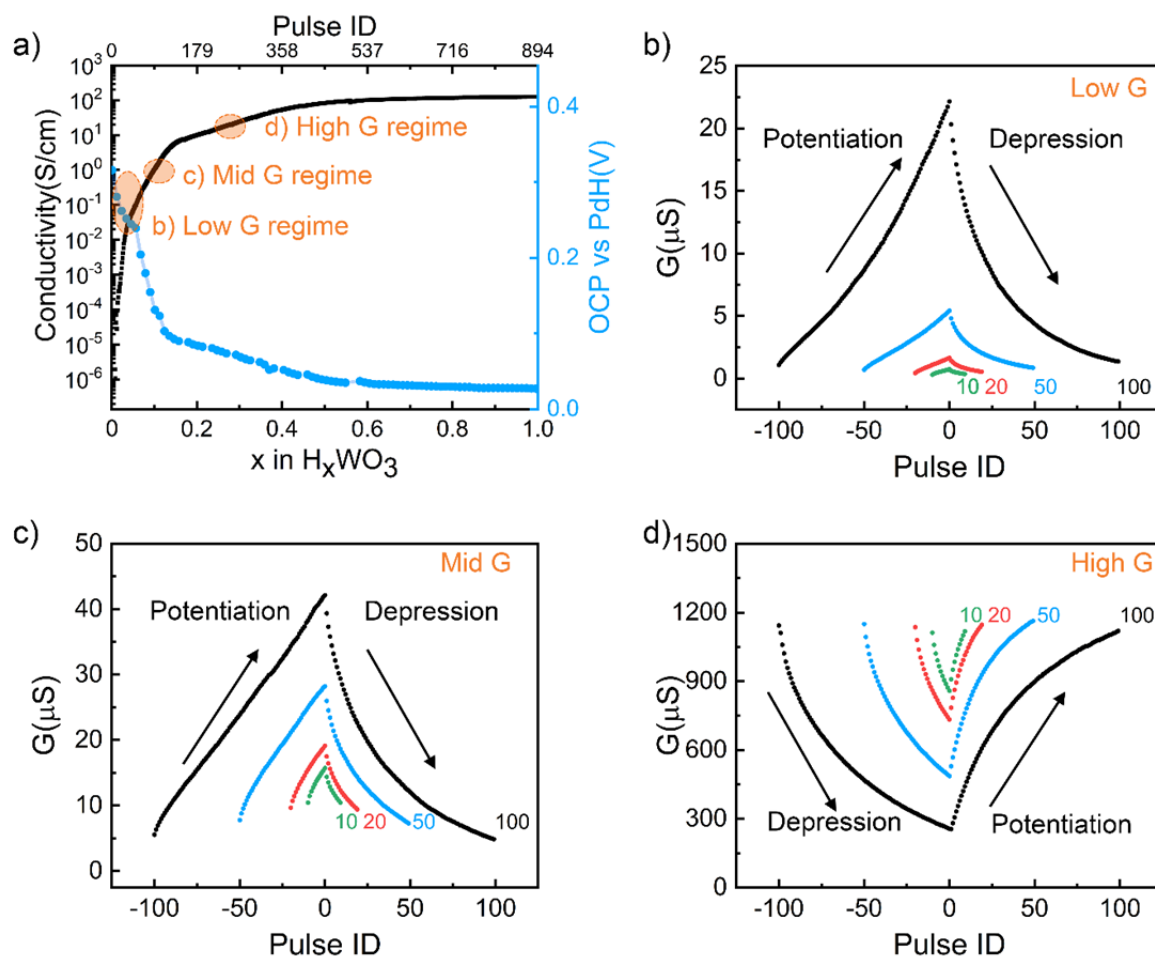 a)
Pulse ID
0 179 358 537 716 894
10³
10²
10¹
10⁰
10⁻¹
10⁻²
10⁻³
10⁻⁴
10⁻⁵
10⁻⁶
Conductivity(S/cm)
d) High G regime
c) Mid G regime
b) Low G regime
0.4
0.2
0.0
OCP vs PdH(V)
0 0.2 0.4 0.6 0.8 1.0
x in HₓWO₃
b)
Low G
25
20
15
10
5
0
G(μS)
Potentiation Depression
10 20 50 100
-100 -50 0 50 100
Pulse ID
c)
Mid G
50
40
30
20
10
0
G(μS)
Potentiation Depression
10 20 50 100
-100 -50 0 50 100
Pulse ID
d)
High G
1500
1200
900
600
300
0
G(μS)
10 20 50 100
Depression Potentiation
-100 -50 0 50 100
Pulse ID